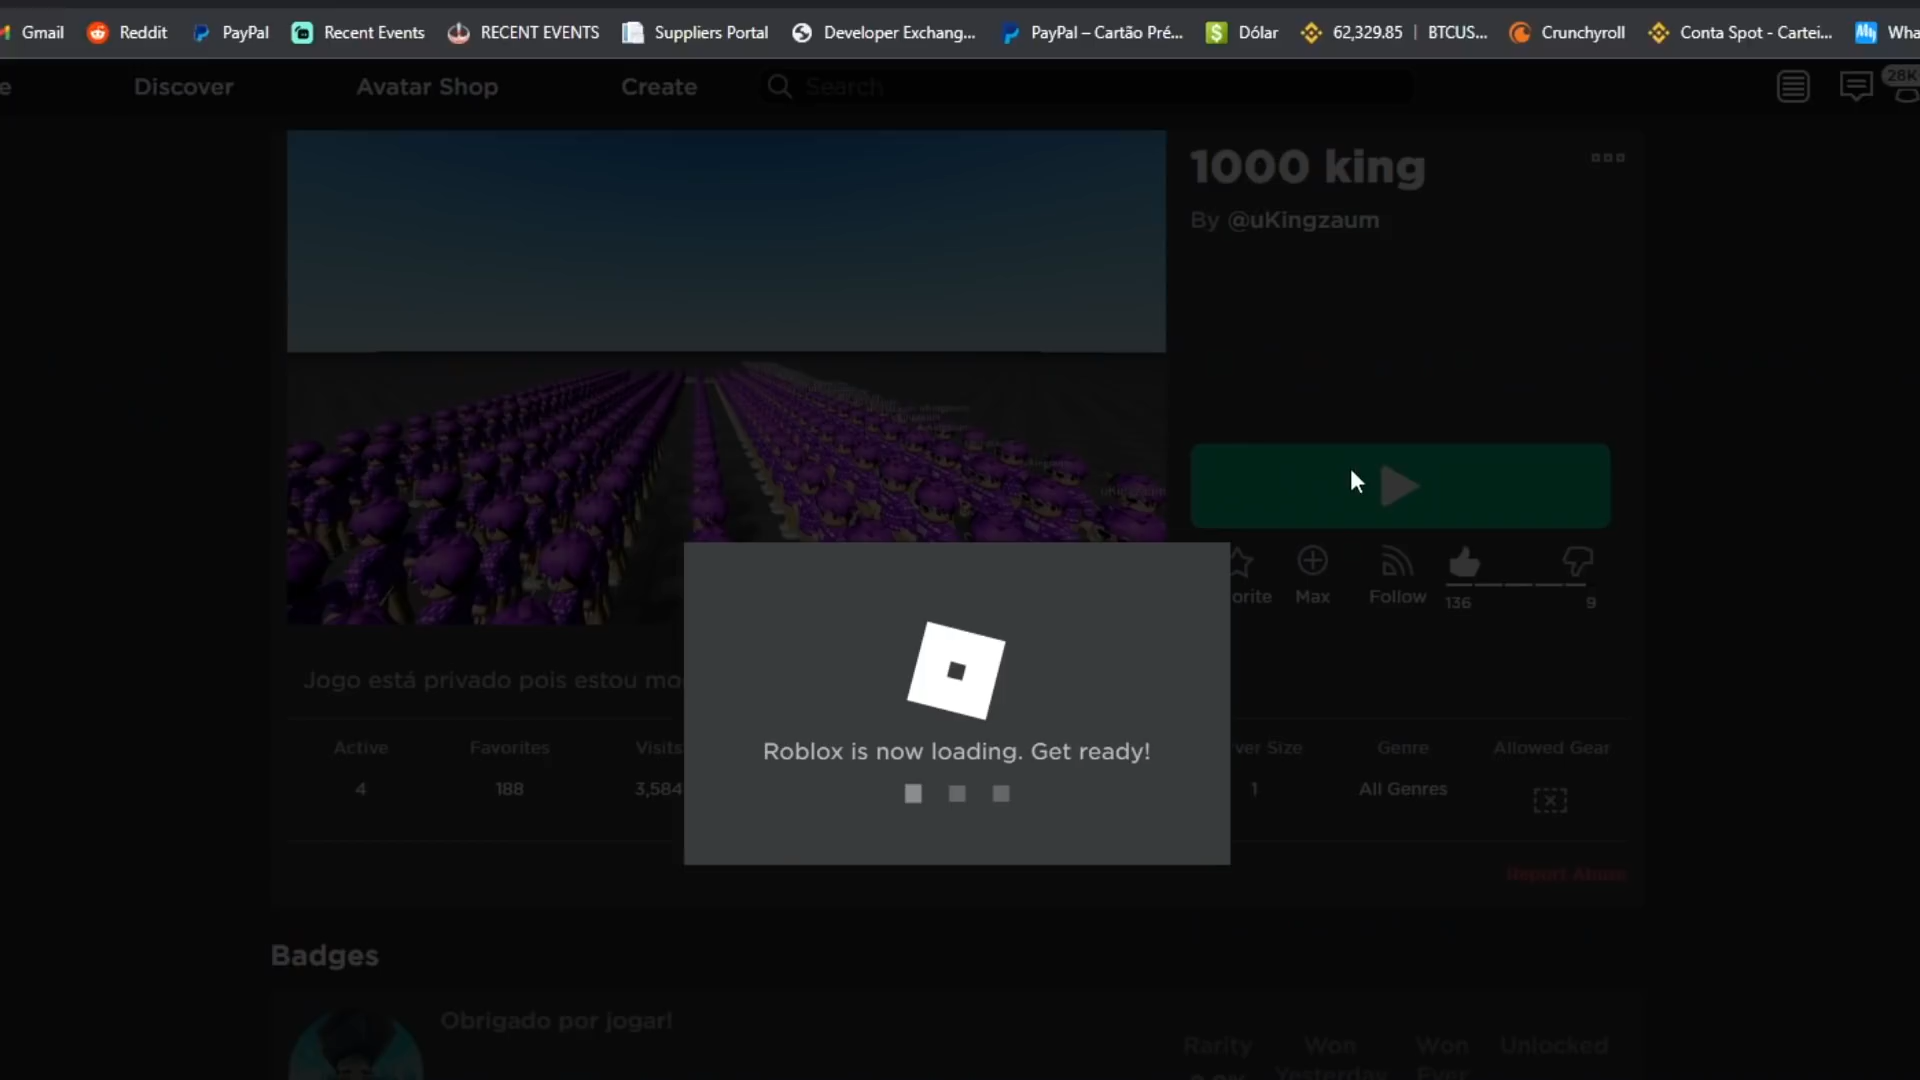 Gmail Reddit PayPal Recent Events RECENT EVENTS Suppliers Portal Developer Exchang... PayPal – Cartão Pré... Dólar 62,329.85 | BTCUS... Crunchyroll Conta Spot - Cartei... Wha
e Discover Avatar Shop Create Search 28K
1000 king
By @uKingzaum
orite Max Follow 136 9
Jogo está privado pois estou mo
Roblox is now loading. Get ready!
Active Favorites Visits ver Size Genre Allowed Gear
4 188 3,584 1 All Genres
Report Abuse
Badges
Obrigado por jogar!
Rarity Won Won Unlocked
Yesterday Ever